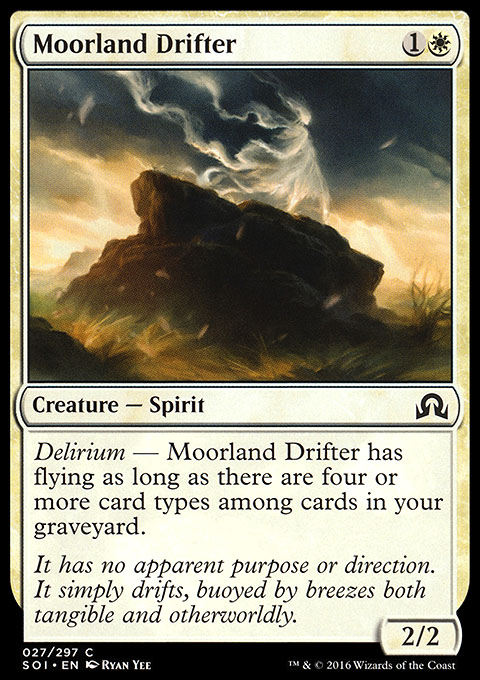 Moorland Drifter 1
Creature — Spirit
Delirium — Moorland Drifter has
flying as long as there are four or
more card types among cards in your
graveyard.
It has no apparent purpose or direction.
It simply drifts, buoyed by breezes both
tangible and otherworldly.
2/2
027/297 C
SOI • EN Ryan Yee
™ & © 2016 Wizards of the Coast